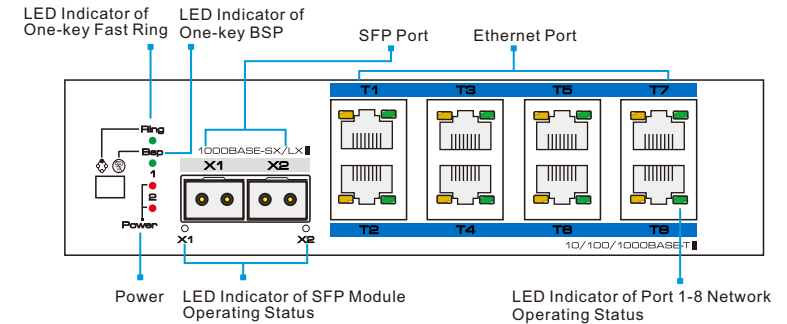 LED Indicator of
One-key Fast Ring
LED Indicator of
One-key BSP
SFP Port
Ethernet Port
T1 T3 T5 T7
Ring
Bsp
1
2
Power
1000BASE-SX/LX
X1 X2
X1 X2
T2 T4 T6 T8
10/100/1000BASE-T
Power
LED Indicator of SFP Module
Operating Status
LED Indicator of Port 1-8 Network
Operating Status